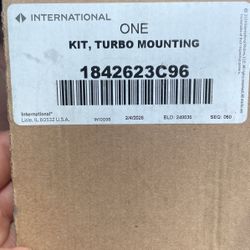 INTERNATIONAL
ONE
KIT, TURBO MOUNTING
1842623C96
International®
Lisle, IL 60532 U.S.A.
2/4/2026
SEQ: 060